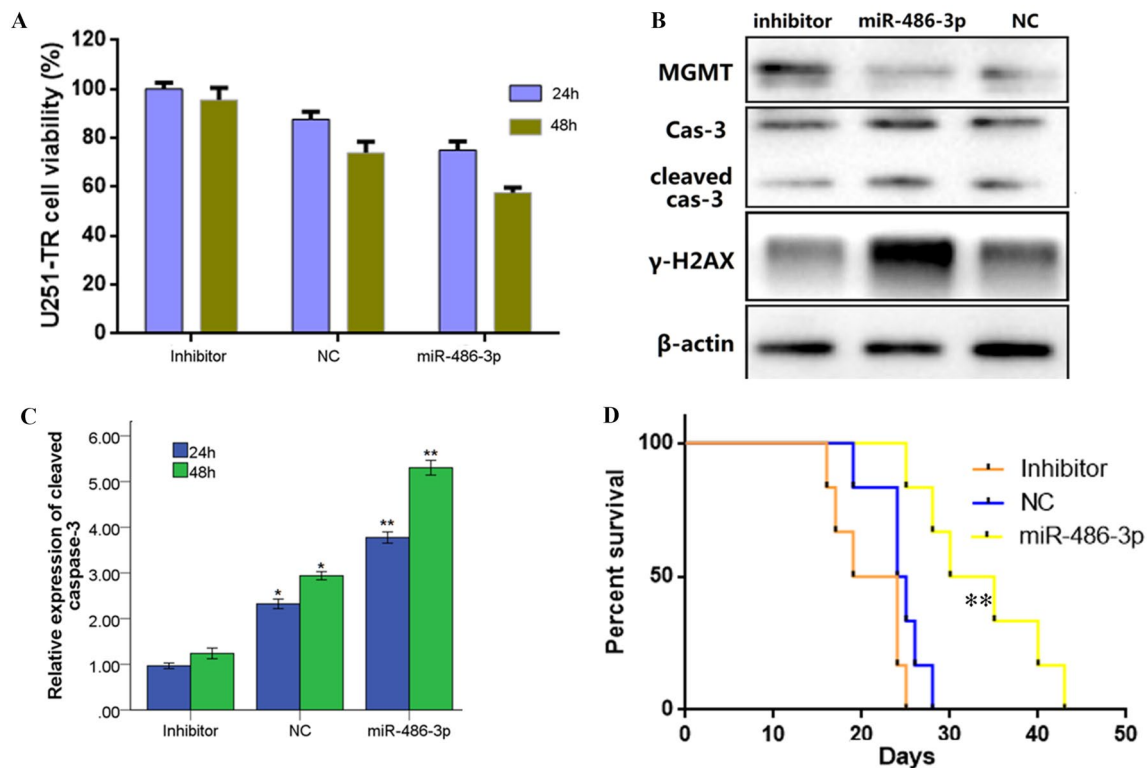 A
U251-TR cell viability (%)
120
100
80
60
40
20
0
24h
48h
Inhibitor NC miR-486-3p
B
inhibitor miR-486-3p NC
MGMT
Cas-3
cleaved
cas-3
γ-H2AX
β-actin
C
Relative expression of cleaved
caspase-3
6.00
5.00
4.00
3.00
2.00
1.00
.00
24h
48h
* *
** **
Inhibitor NC miR-486-3p
D
Percent survival
100
50
0
Inhibitor
NC
miR-486-3p
**
0 10 20 30 40 50
Days